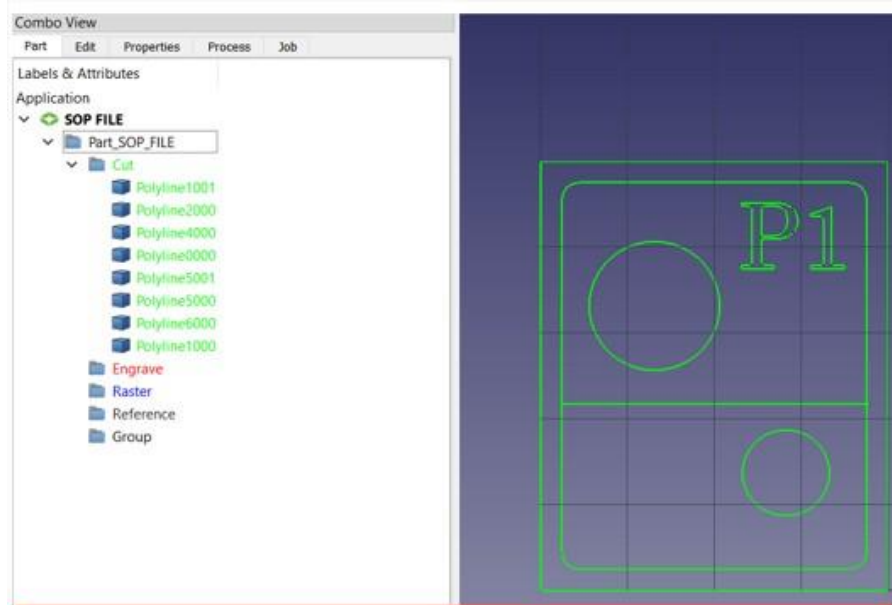 Combo View
Part Edit Properties Process Job
Labels & Attributes
Application
SOP FILE
Part_SOP_FILE
Cut
Polyline1001
Polyline2000
Polyline4000
Polyline0000
Polyline5001
Polyline5000
Polyline6000
Polyline1000
Engrave
Raster
Reference
Group
P1